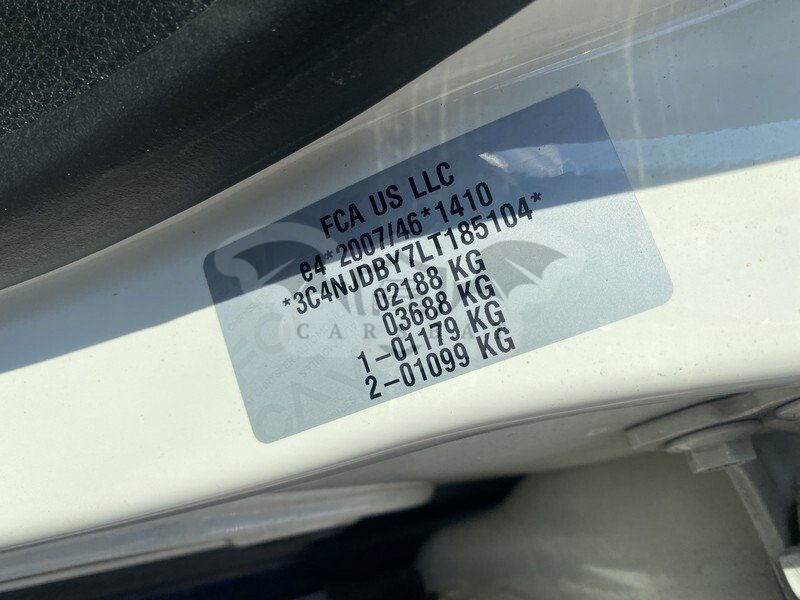 FCA US LLC
e4*2007/46*1410
*3C4NJDBY7LT185104*
02188 KG
03688 KG
1-01179 KG
2-01099 KG